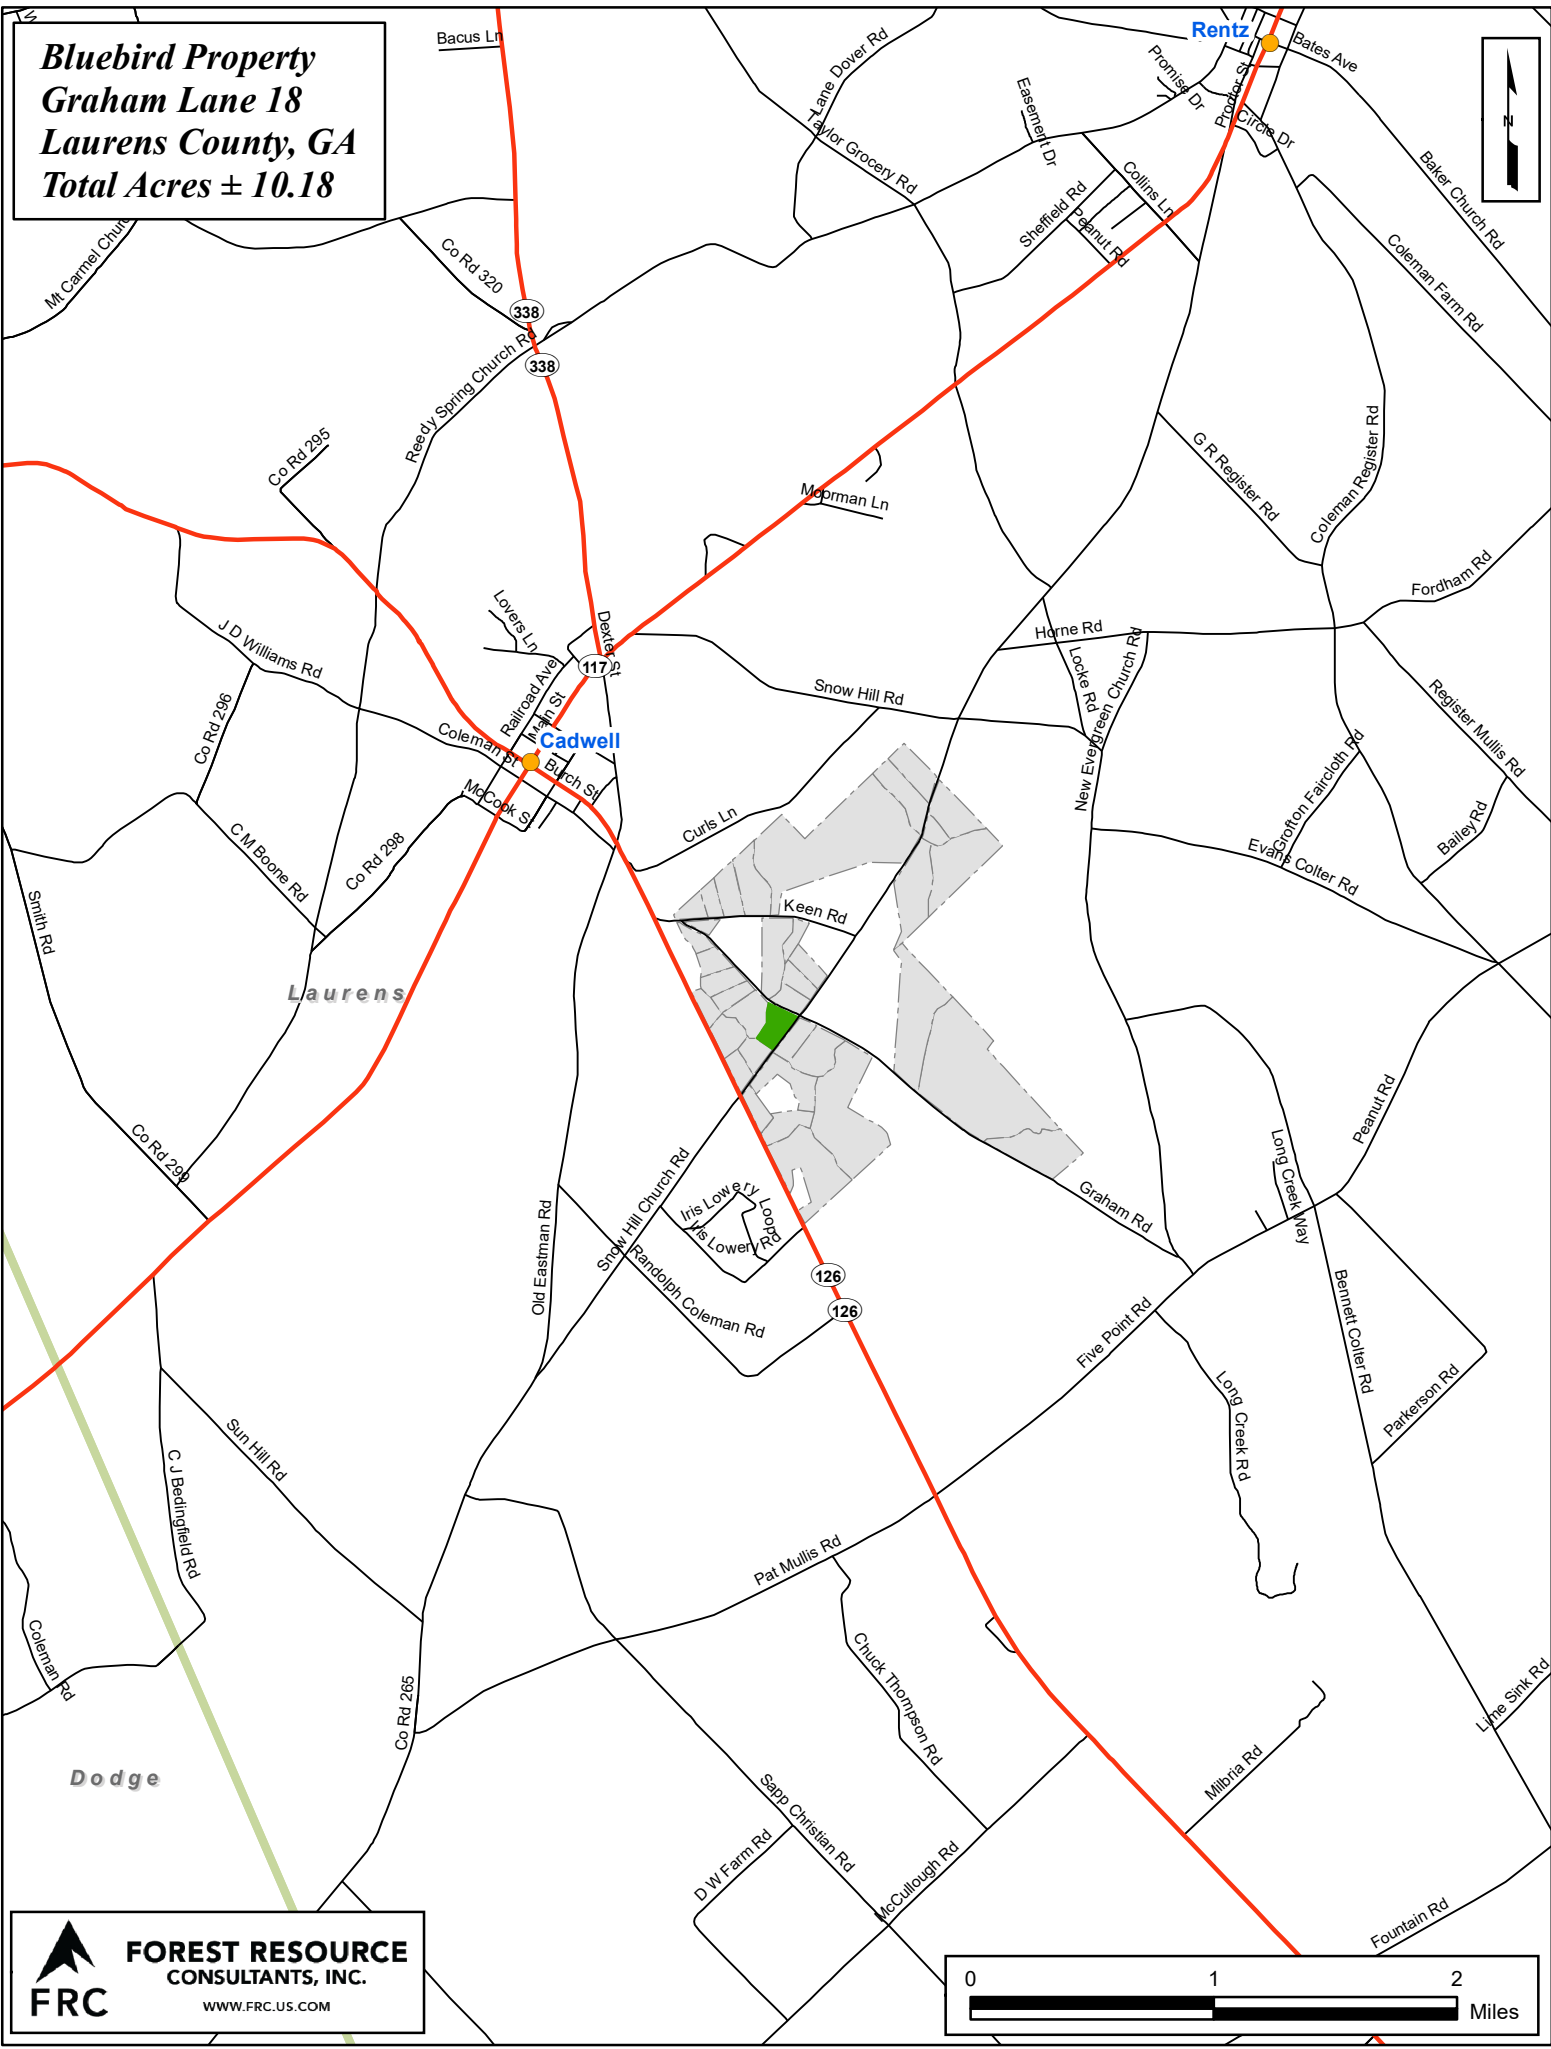 Bluebird Property
Graham Lane 18
Laurens County, GA
Total Acres ± 10.18
Bacus Ln
Rentz
Bates Ave
N
Lane Dover Rd
Promise Dr
Proctor St
Easement Dr
Circle Dr
Taylor Grocery Rd
Collins Ln
Baker Church Rd
Sheffield Rd
Peanut Rd
Mt Carmel Churc
Co Rd 320
Coleman Farm Rd
338
338
Reedy Spring Church Rd
Co Rd 295
G R Register Rd
Coleman Register Rd
Moorman Ln
Fordham Rd
Lovers Ln
Dexter St
J D Williams Rd
Horne Rd
117
Locke Rd
New Evergreen Church Rd
Railroad Ave
Main St
Snow Hill Rd
Register Mullis Rd
Co Rd 296
Coleman St
Cadwell
Burch St
McCook St
Grofton Faircloth Rd
Curls Ln
Bailey Rd
C M Boone Rd
Co Rd 298
Evans Colter Rd
Smith Rd
Keen Rd
Laurens
Co Rd 299
Peanut Rd
Long Creek Way
Snow Hill Church Rd
Iris Lowery Loop
Iris Lowery Rd
Graham Rd
Old Eastman Rd
Randolph Coleman Rd
126
126
Bennett Colter Rd
Five Point Rd
Long Creek Rd
Parkerson Rd
Sun Hill Rd
C J Bedingfield Rd
Pat Mullis Rd
Coleman Rd
Chuck Thompson Rd
Co Rd 265
Lime Sink Rd
Dodge
Milbria Rd
Sapp Christian Rd
D W Farm Rd
McCullough Rd
Fountain Rd
FRC
FOREST RESOURCE
CONSULTANTS, INC.
WWW.FRC.US.COM
0 1 2
Miles